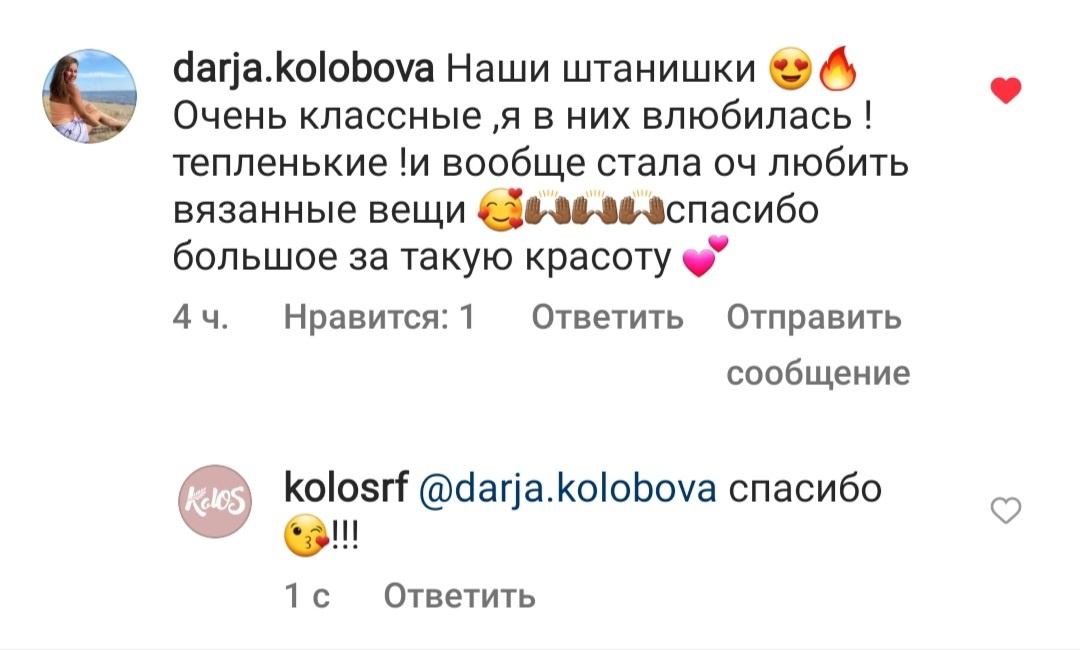 darja.kolobova Наши штанишки 😍🔥
Очень классные ,я в них влюбилась !
тепленькие !и вообще стала оч любить
вязанные вещи 🥰🙌🏾🙌🏾🙌🏾спасибо
большое за такую красоту 💕
4 ч. Нравится: 1 Ответить Отправить
сообщение
KOLOS
kolosrf @darja.kolobova спасибо
😘!!!
1 с Ответить